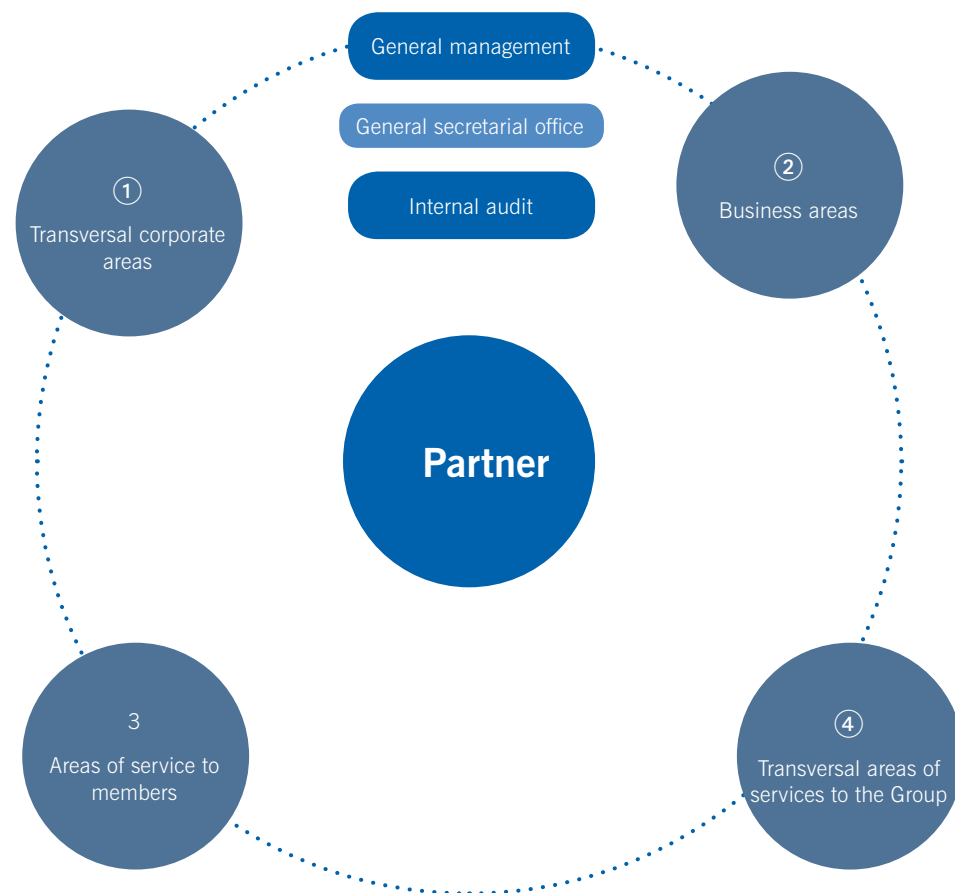 General management
General secretarial office
Internal audit
①
Transversal corporate
areas
②
Business areas
Partner
3
Areas of service to
members
④
Transversal areas of
services to the Group